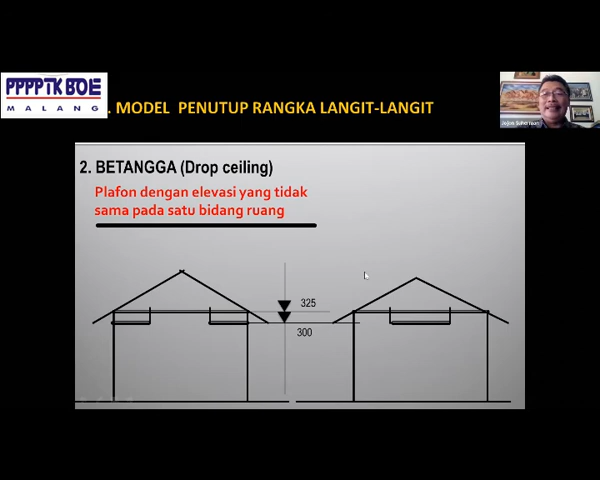 PPPPTK BOE
MALANG
. MODEL PENUTUP RANGKA LANGIT-LANGIT
2. BETANGGA (Drop ceiling)
Plafon dengan elevasi yang tidak
sama pada satu bidang ruang
325
300